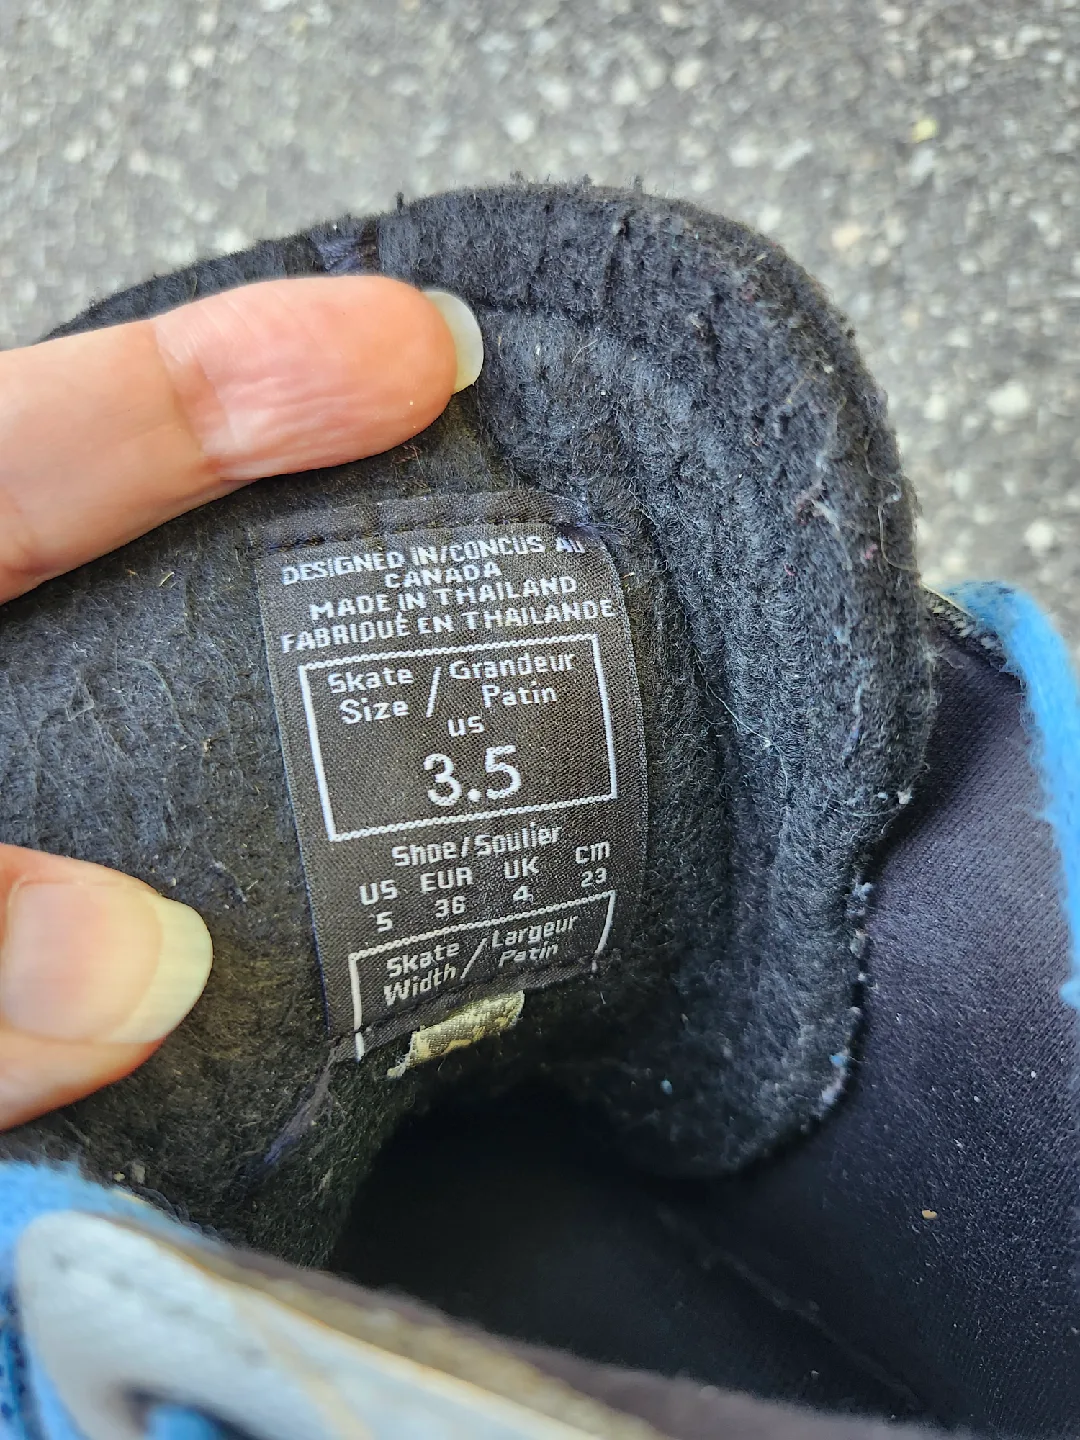 DESIGNED IN/CONCUS AU
CANADA
MADE IN THAILAND
FABRIQUÉ EN THAILANDE
Skate Size / Grandeur Patin
US
3.5
Shoe/Soulier
US EUR UK cm
5 36 4 23
Skate Width / Largeur Patin